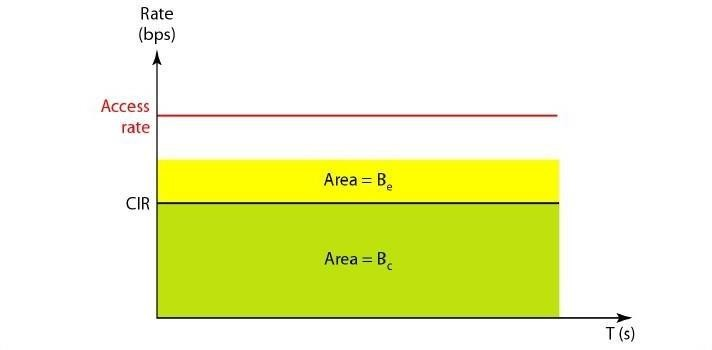 Rate
(bps)
Access
rate
Area = Be
CIR
Area = Bc
T (s)